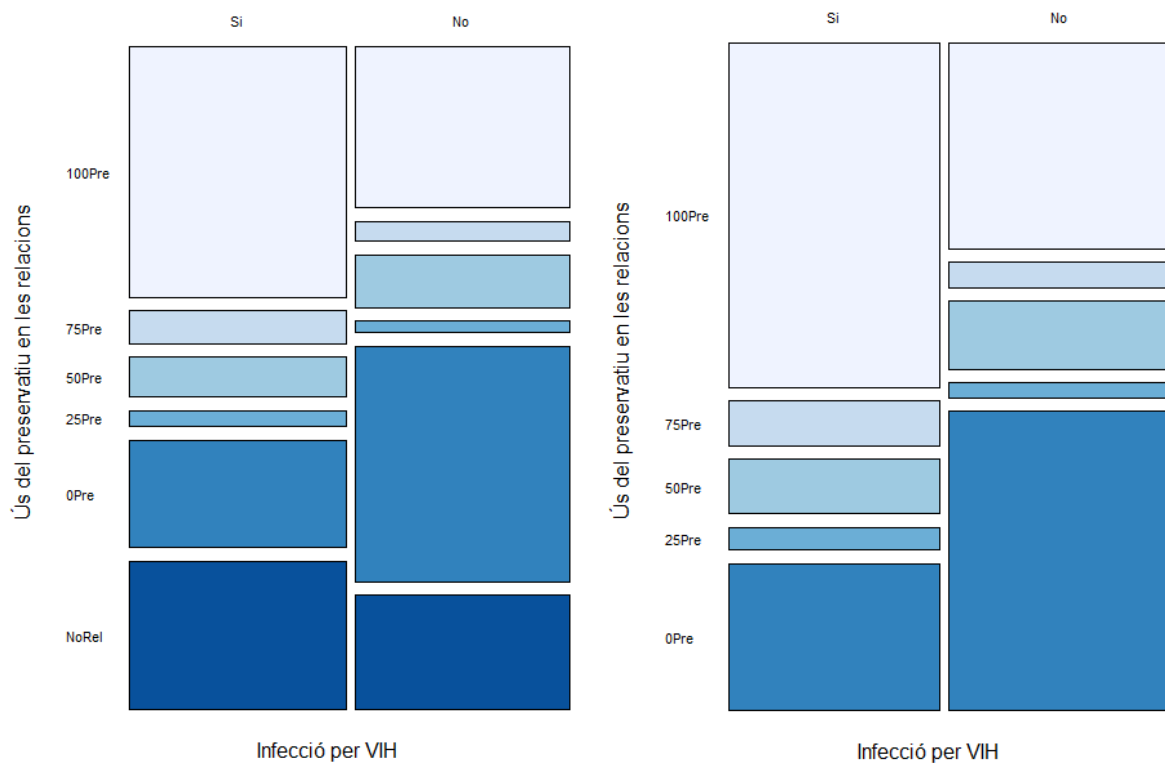 Si
No
100Pre
75Pre
50Pre
25Pre
0Pre
NoRel
Ús del preservatiu en les relacions
Infecció per VIH
Si
No
100Pre
75Pre
50Pre
25Pre
0Pre
Ús del preservatiu en les relacions
Infecció per VIH